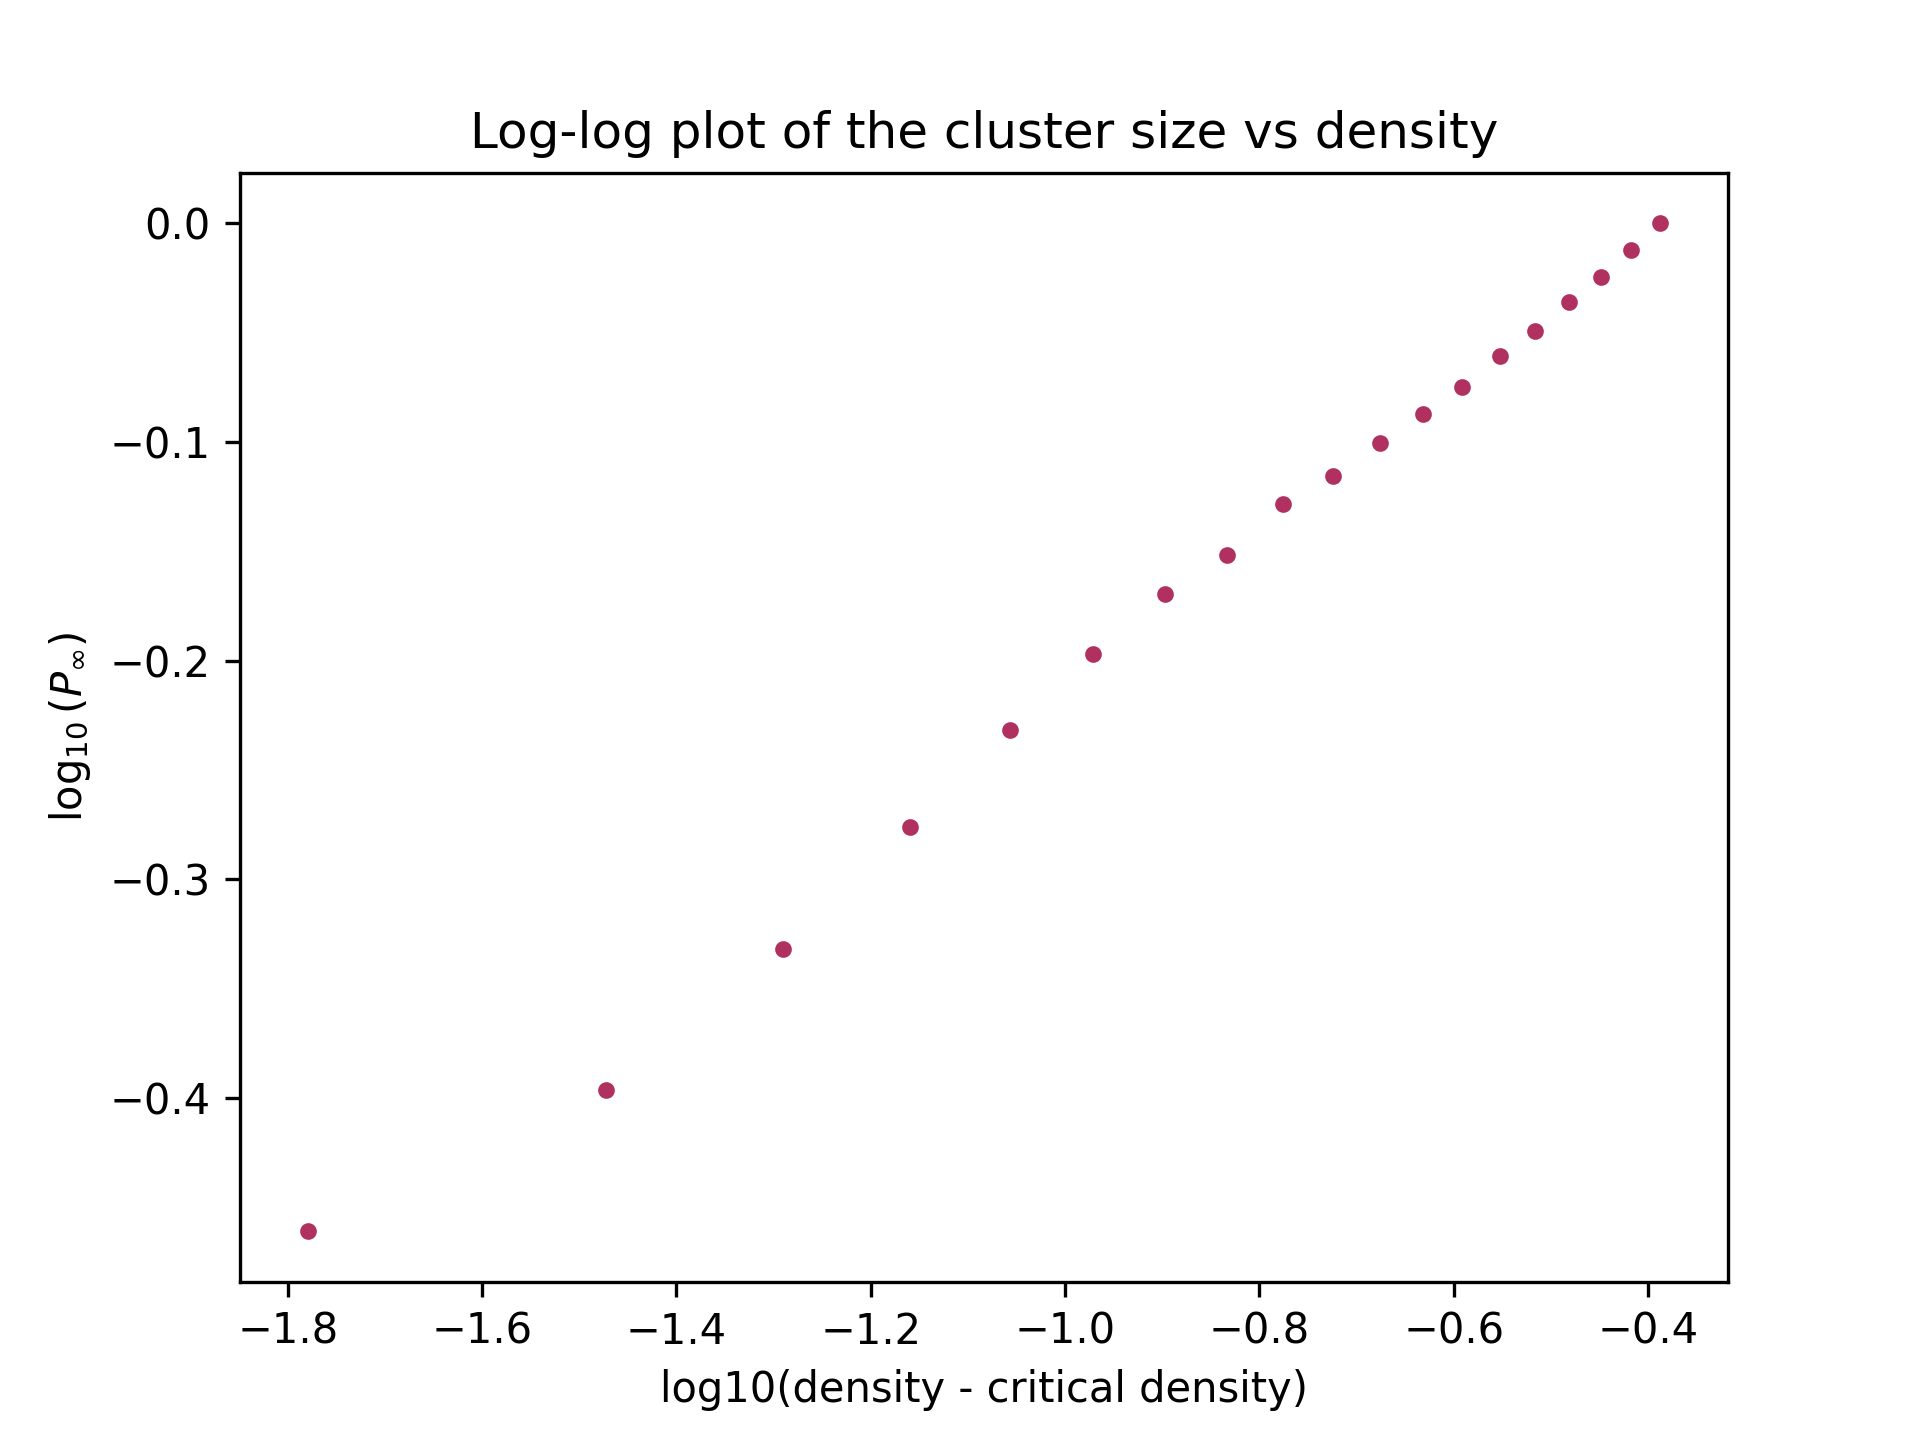 Log-log plot of the cluster size vs density
0.0
−0.1
−0.2
−0.3
−0.4
log₁₀(P∞)
−1.8 −1.6 −1.4 −1.2 −1.0 −0.8 −0.6 −0.4
log10(density - critical density)